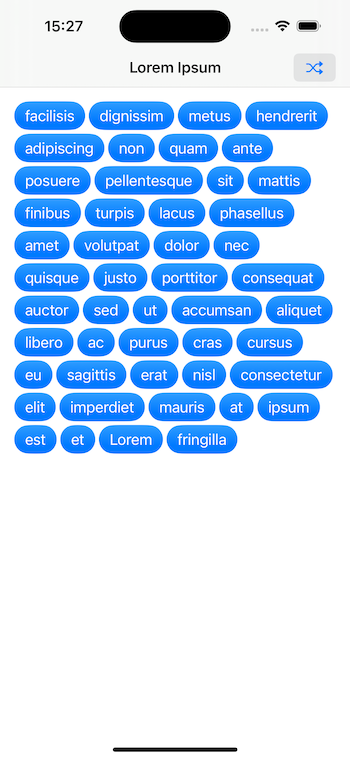 15:27
Lorem Ipsum
facilisis dignissim metus hendrerit
adipiscing non quam ante
posuere pellentesque sit mattis
finibus turpis lacus phasellus
amet volutpat dolor nec
quisque justo porttitor consequat
auctor sed ut accumsan aliquet
libero ac purus cras cursus
eu sagittis erat nisl consectetur
elit imperdiet mauris at ipsum
est et Lorem fringilla